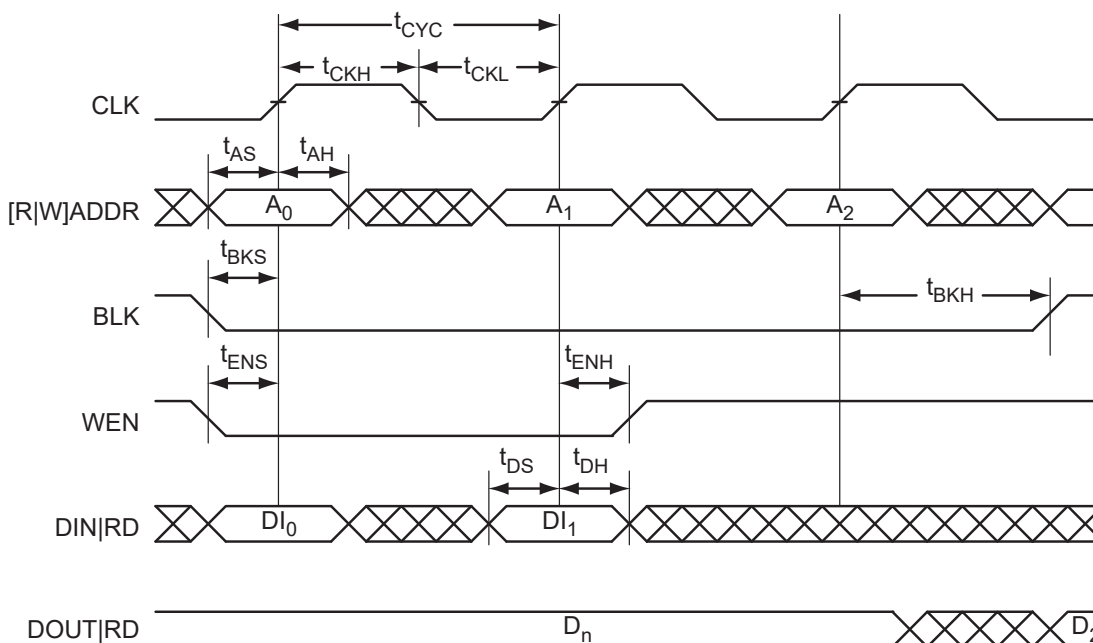 tCYC
tCKH tCKL
CLK
tAS tAH
[R|W]ADDR A0 A1 A2
tBKS tBKH
BLK
tENS tENH
WEN
tDS tDH
DIN|RD DI0 DI1
DOUT|RD Dn